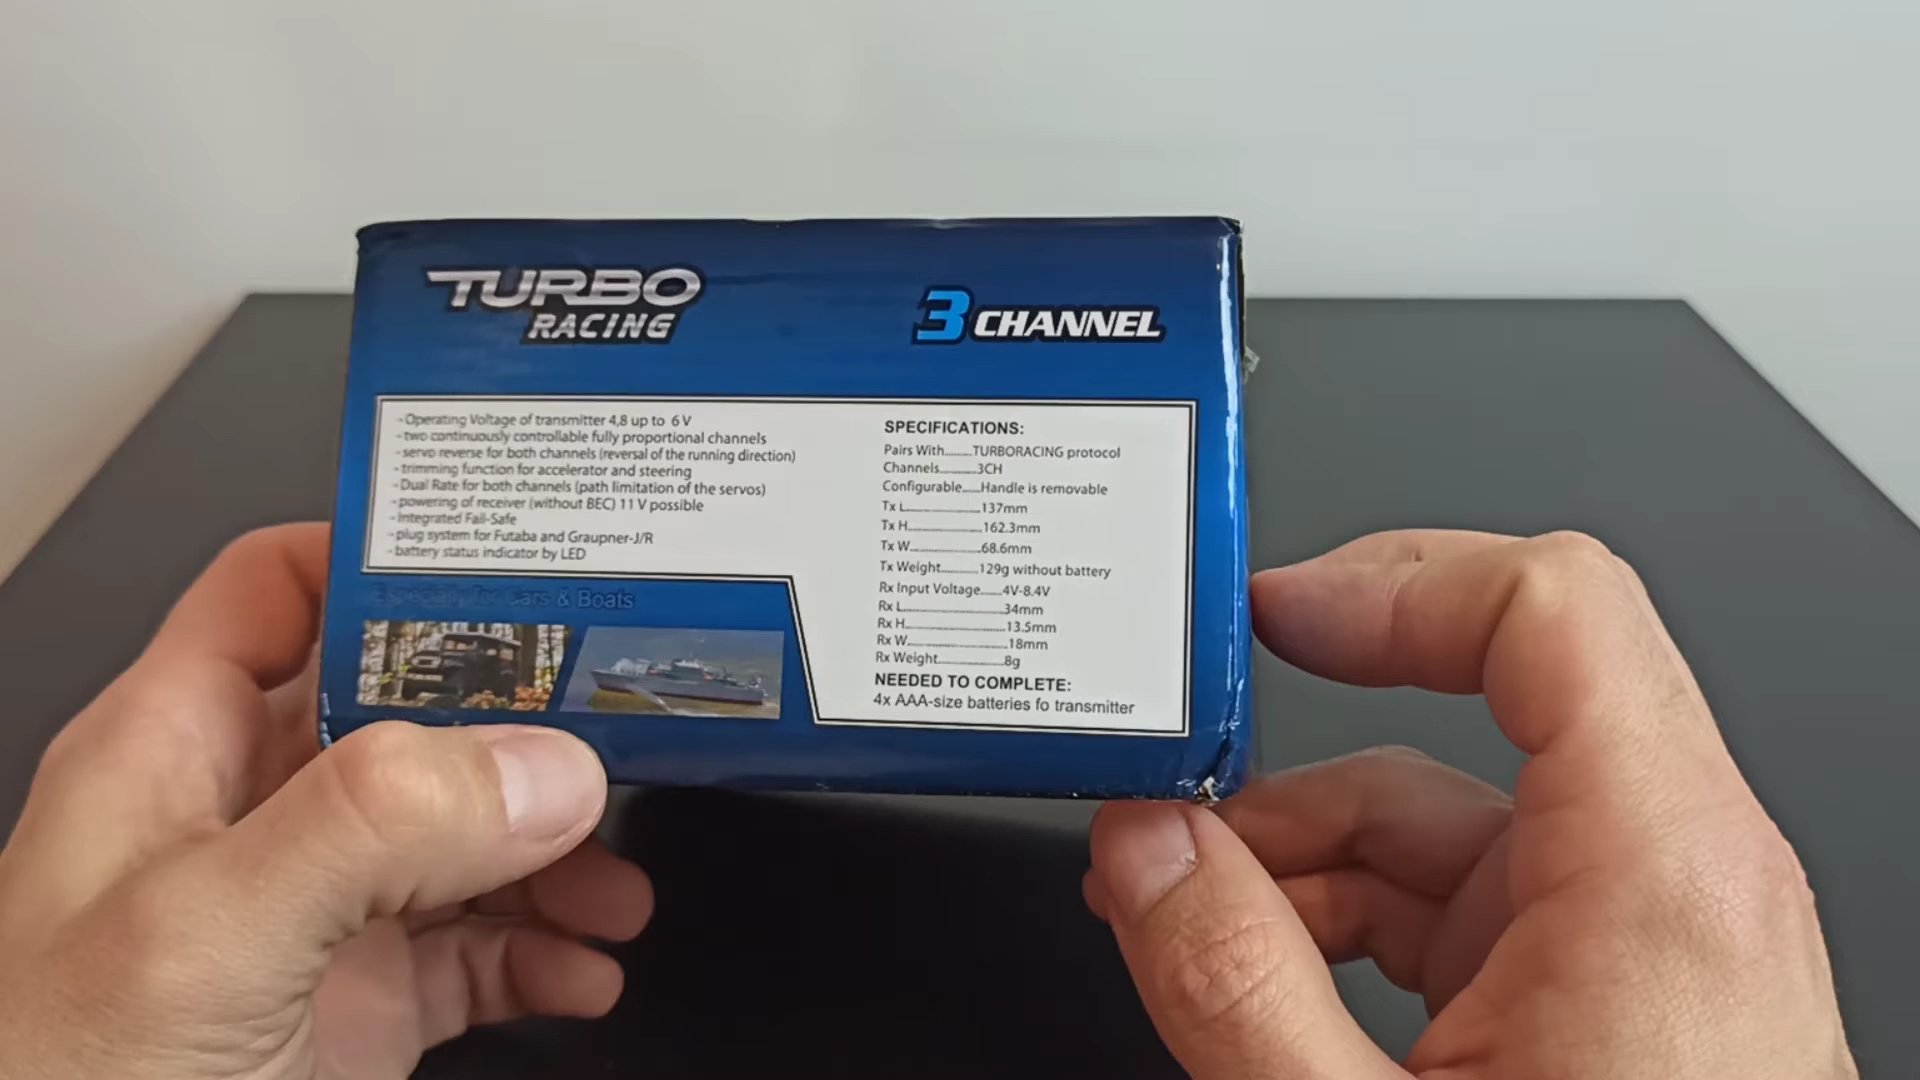 TURBO
RACING
3 CHANNEL
- Operating Voltage of transmitter 4,8 up to 6 V
- two continuously controllable fully proportional channels
- servo reverse for both channels (reversal of the running direction)
- trimming function for accelerator and steering
- Dual Rate for both channels (path limitation of the servos)
- powering of receiver (without BEC) 11 V possible
- Integrated Fail-Safe
- plug system for Futaba and Graupner-J/R
- battery status indicator by LED
Especially for Cars & Boats
SPECIFICATIONS:
Pairs With........TURBORACING protocol
Channels...........3CH
Configurable......Handle is removable
Tx L......................137mm
Tx H......................162.3mm
Tx W.....................68.6mm
Tx Weight...........129g without battery
Rx Input Voltage......4V-8.4V
Rx L..............................34mm
Rx H.............................13.5mm
Rx W.............................18mm
Rx Weight....................8g
NEEDED TO COMPLETE:
4x AAA-size batteries fo transmitter